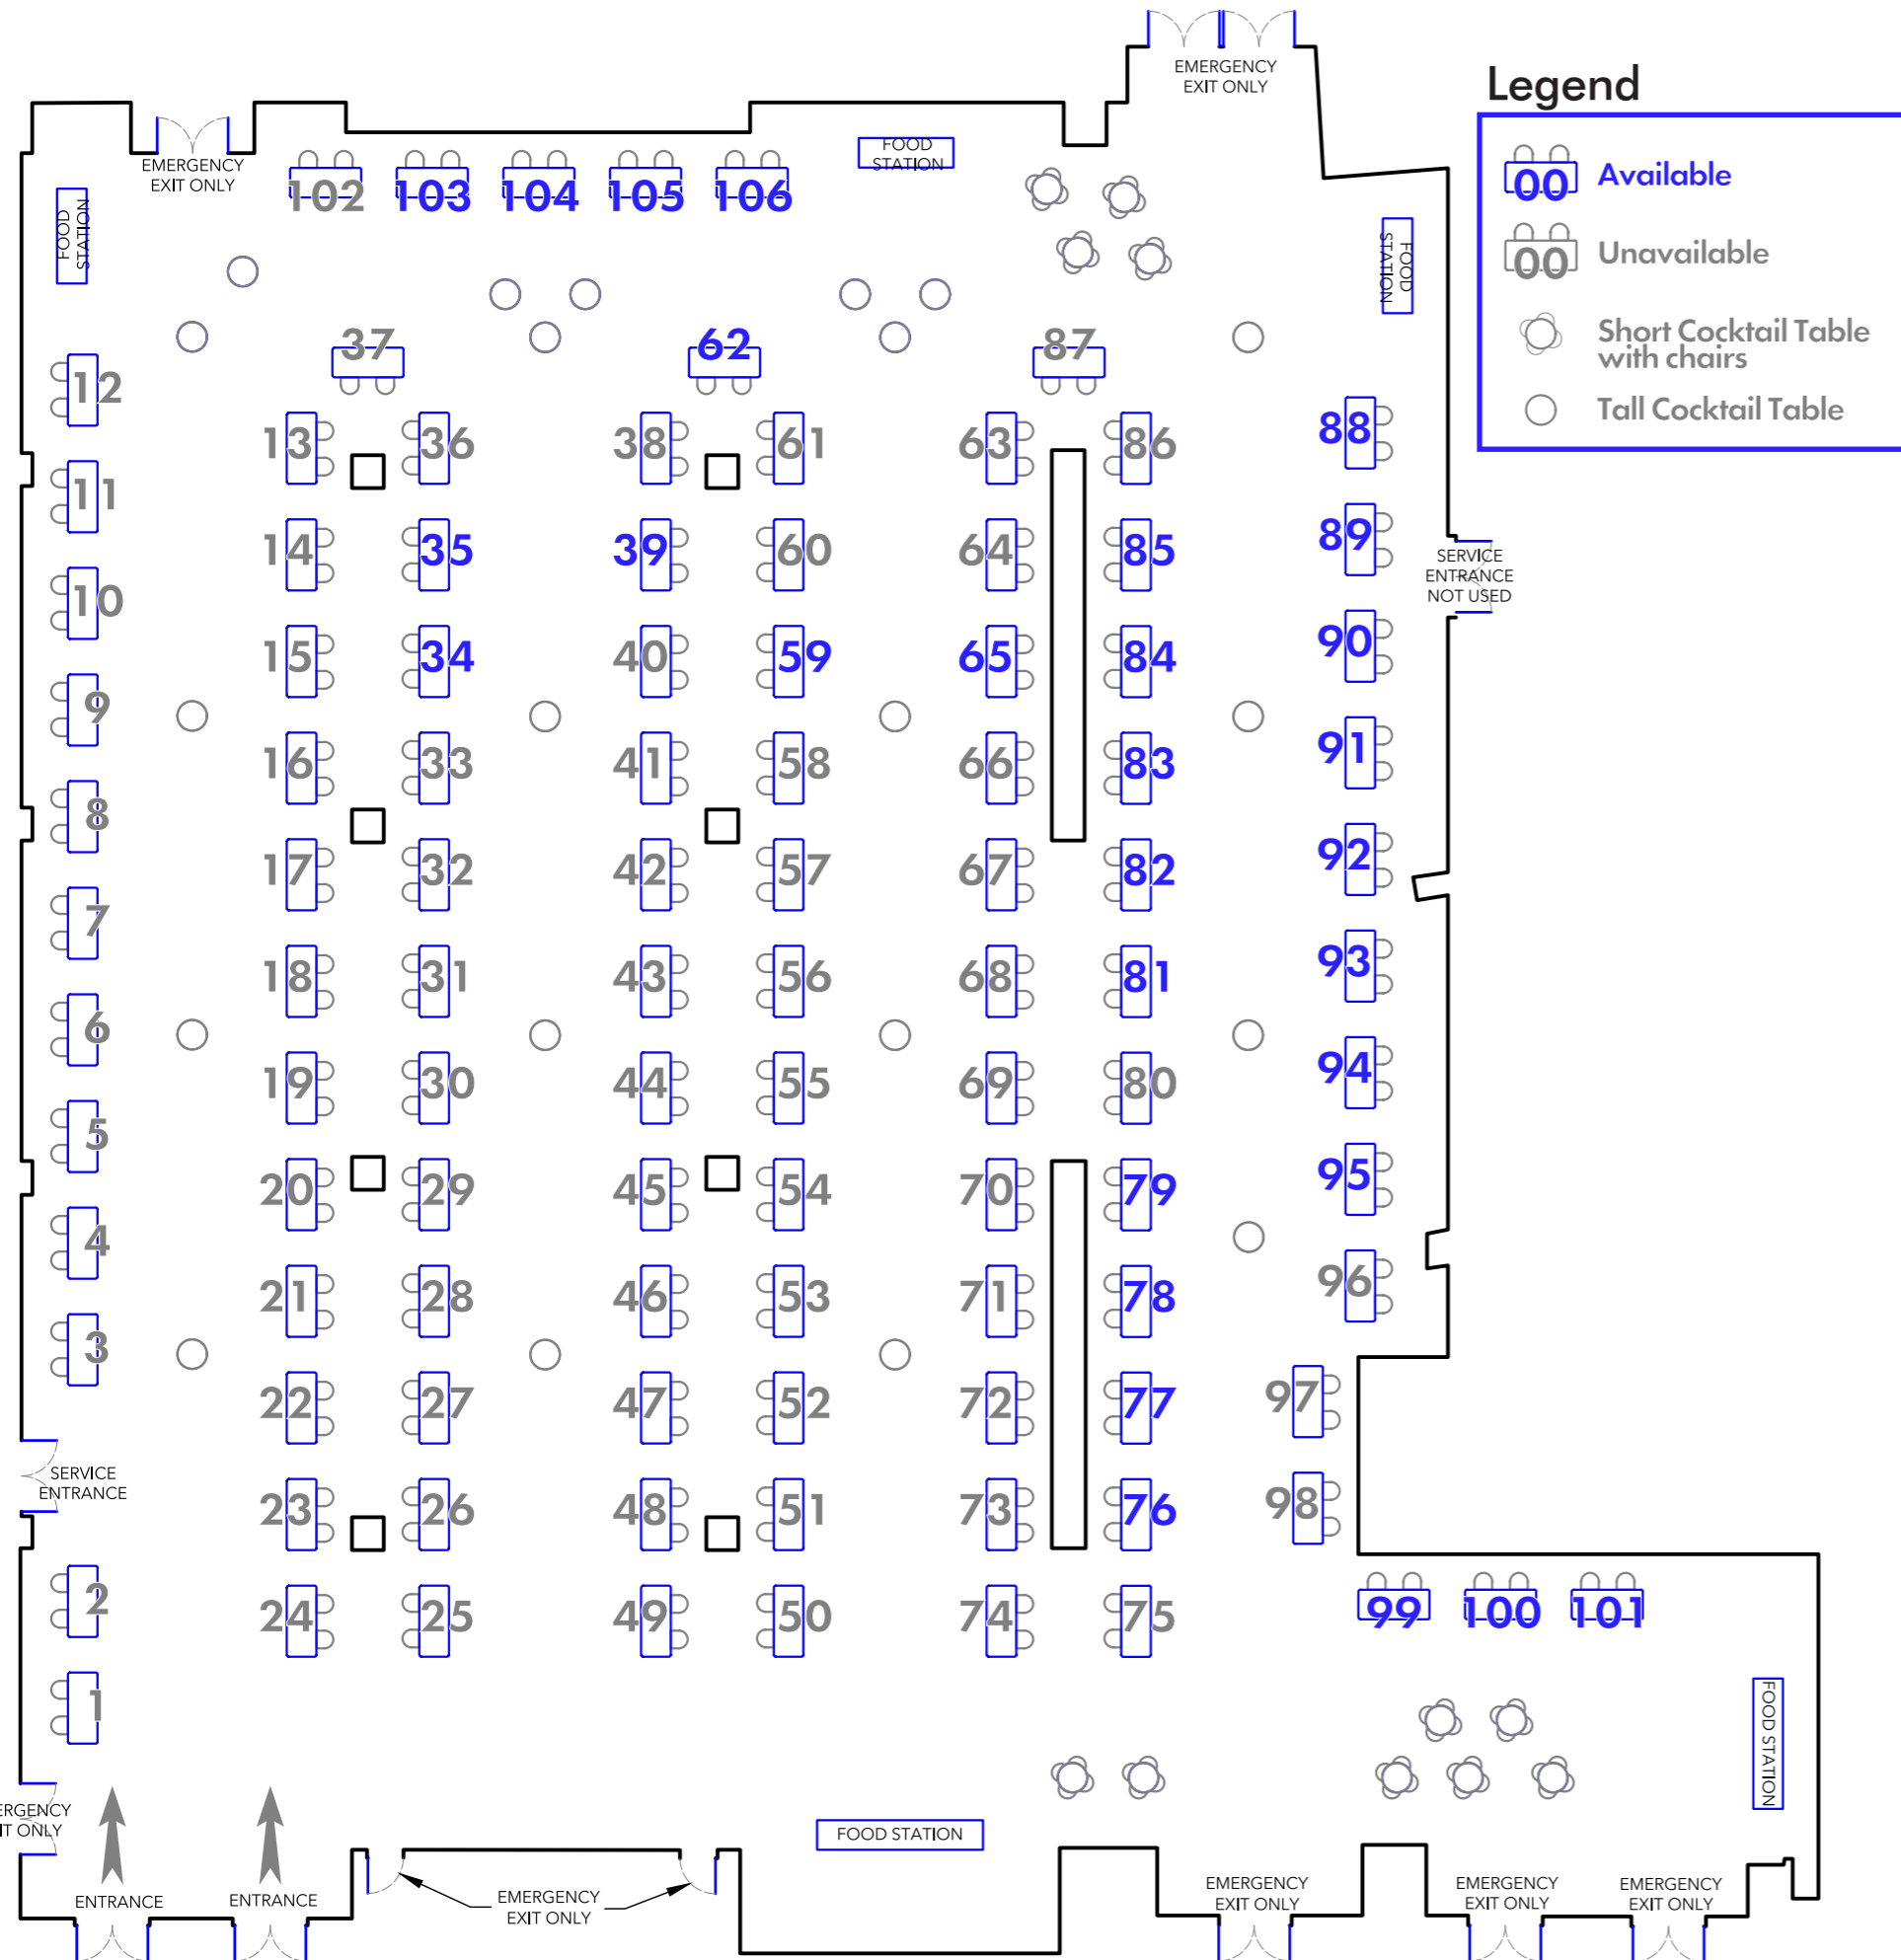 EMERGENCY
EXIT ONLY
Legend
00 Available
00 Unavailable
Short Cocktail Table
with chairs
Tall Cocktail Table
EMERGENCY
EXIT ONLY
FOOD
STATION
102 103 104 105 106
FOOD
STATION
FOOD
STATION
37 62 87
12
13 36 38 61 63 86 88
11
14 35 39 60 64 85 89
SERVICE
ENTRANCE
NOT USED
10
15 34 40 59 65 84 90
9
16 33 41 58 66 83 91
8
17 32 42 57 67 82 92
7
18 31 43 56 68 81 93
6
19 30 44 55 69 80 94
5
20 29 45 54 70 79 95
4
21 28 46 53 71 78 96
3
22 27 47 52 72 77 97
SERVICE
ENTRANCE
23 26 48 51 73 76 98
2
24 25 49 50 74 75 99 100 101
1
FOOD STATION
ERGENCY
IT ONLY
FOOD STATION
ENTRANCE
ENTRANCE
EMERGENCY
EXIT ONLY
EMERGENCY
EXIT ONLY
EMERGENCY
EXIT ONLY
EMERGENCY
EXIT ONLY